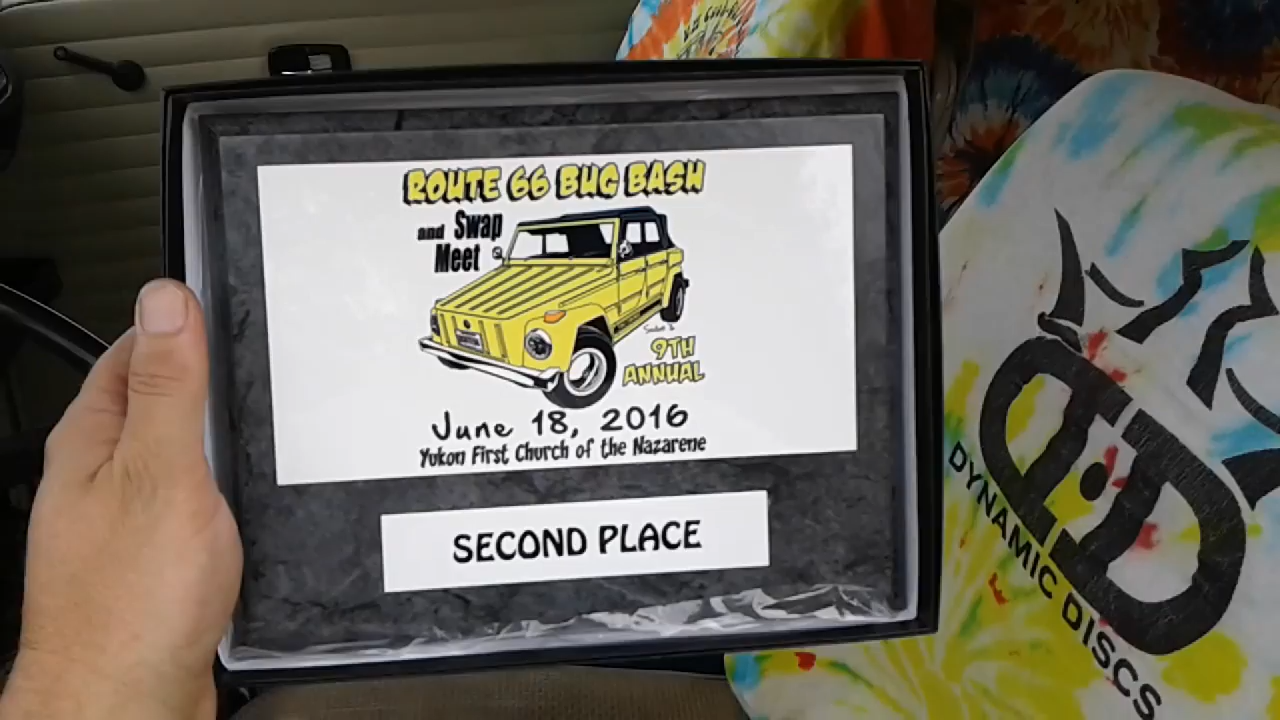 ROUTE 66 BUG BASH
and Swap
Meet
9TH
ANNUAL
June 18, 2016
Yukon First Church of the Nazarene
SECOND PLACE
DD
DYNAMIC DISCS